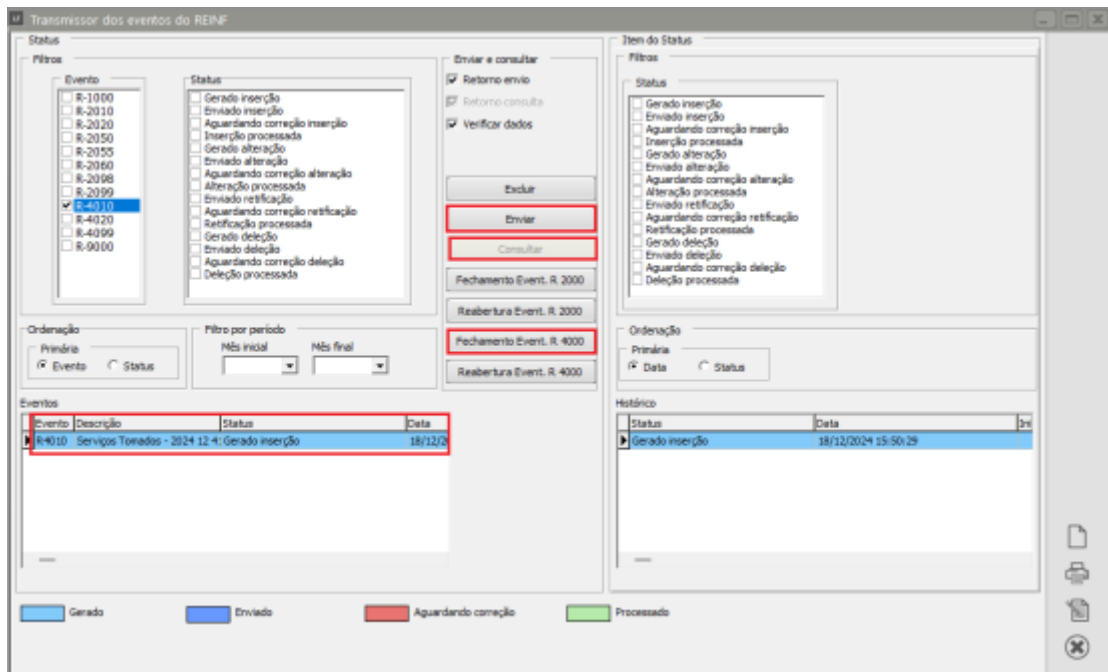 Transmissor dos eventos do REINF
Status
Filtros
Evento
R-1000
R-2010
R-2020
R-2050
R-2055
R-2060
R-2098
R-2099
R-4010
R-4020
R-4099
R-9000
Status
Gerado inserção
Enviado inserção
Aguardando correção inserção
Inserção processada
Gerado alteração
Enviado alteração
Aguardando correção alteração
Alteração processada
Enviado retificação
Aguardando correção retificação
Retificação processada
Gerado deleção
Enviado deleção
Aguardando correção deleção
Deleção processada
Enviar e consultar
Retorno envio
Retorno consulta
Verificar dados
Excluir
Enviar
Consultar
Fechamento Event. R 2000
Reabertura Event. R 2000
Fechamento Event. R 4000
Reabertura Event. R 4000
Ordenação
Primária
Evento Status
Filtro por período
Mês inicial Mês final
Eventos
Evento Descrição Status Data
R4010 Serviços Tomados - 2024 12 4: Gerado inserção 18/12/20
Item do Status
Filtros
Status
Gerado inserção
Enviado inserção
Aguardando correção inserção
Inserção processada
Gerado alteração
Enviado alteração
Aguardando correção alteração
Alteração processada
Enviado retificação
Aguardando correção retificação
Retificação processada
Gerado deleção
Enviado deleção
Aguardando correção deleção
Deleção processada
Ordenação
Primária
Data Status
Histórico
Status Data
Gerado inserção 18/12/2024 15:50:29
Gerado Enviado Aguardando correção Processado